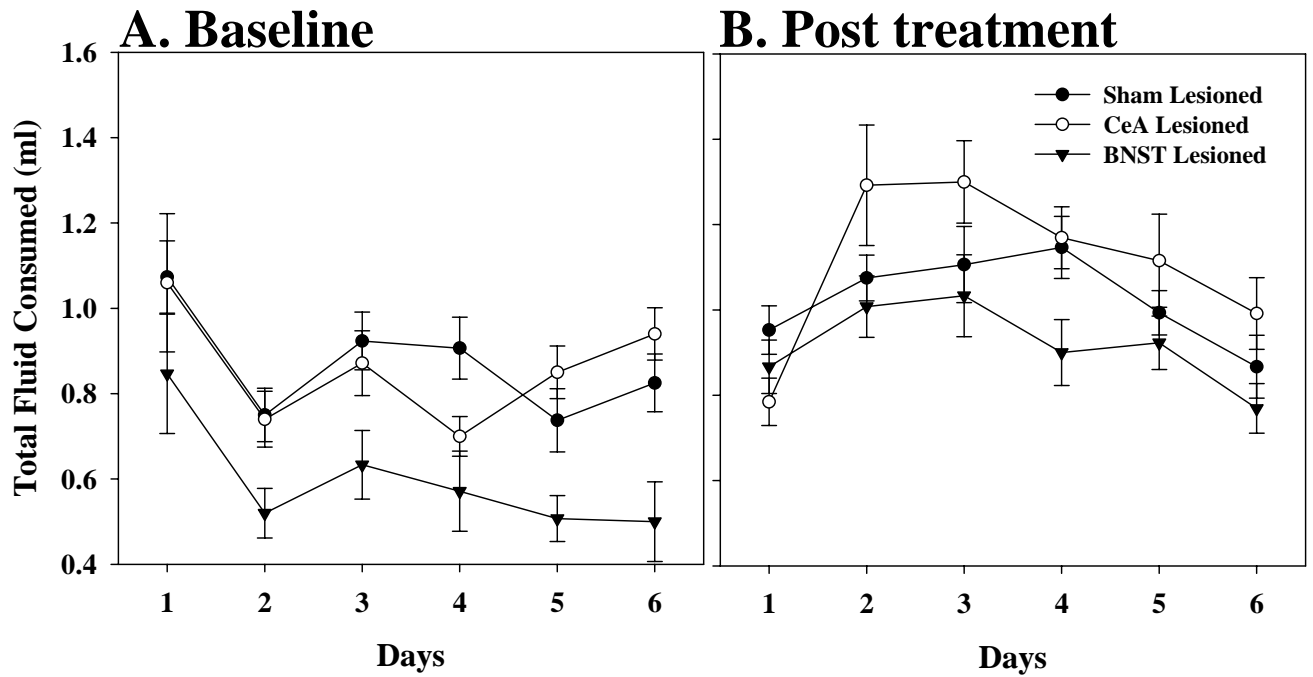 A. Baseline
B. Post treatment
Total Fluid Consumed (ml)
1.6
1.4
1.2
1.0
0.8
0.6
0.4
Sham Lesioned
CeA Lesioned
BNST Lesioned
1 2 3 4 5 6
1 2 3 4 5 6
Days
Days